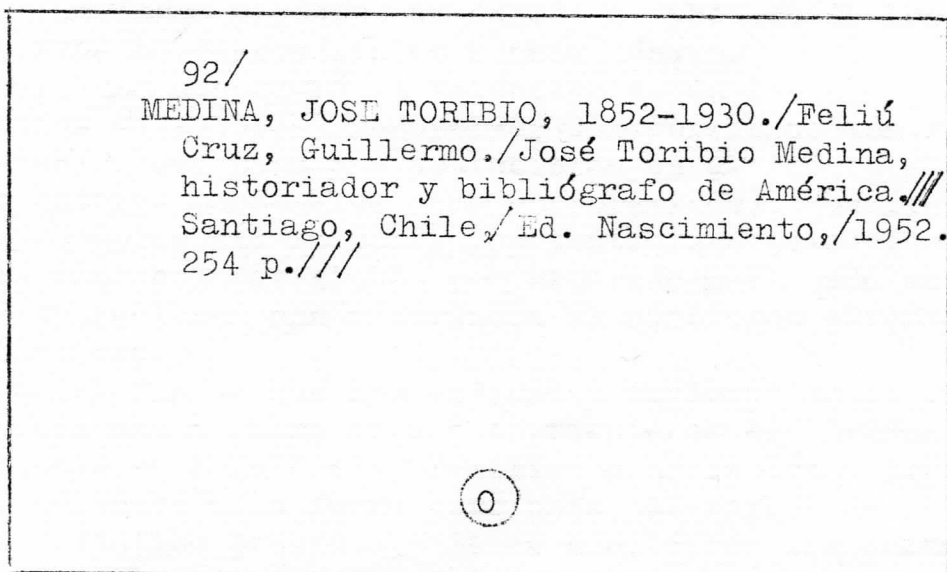 92/
MEDINA, JOSE TORIBIO, 1852-1930./Feliú
Cruz, Guillermo./José Toribio Medina,
historiador y bibliógrafo de América.///
Santiago, Chile,/Ed. Nascimiento,/1952.
254 p.///
O